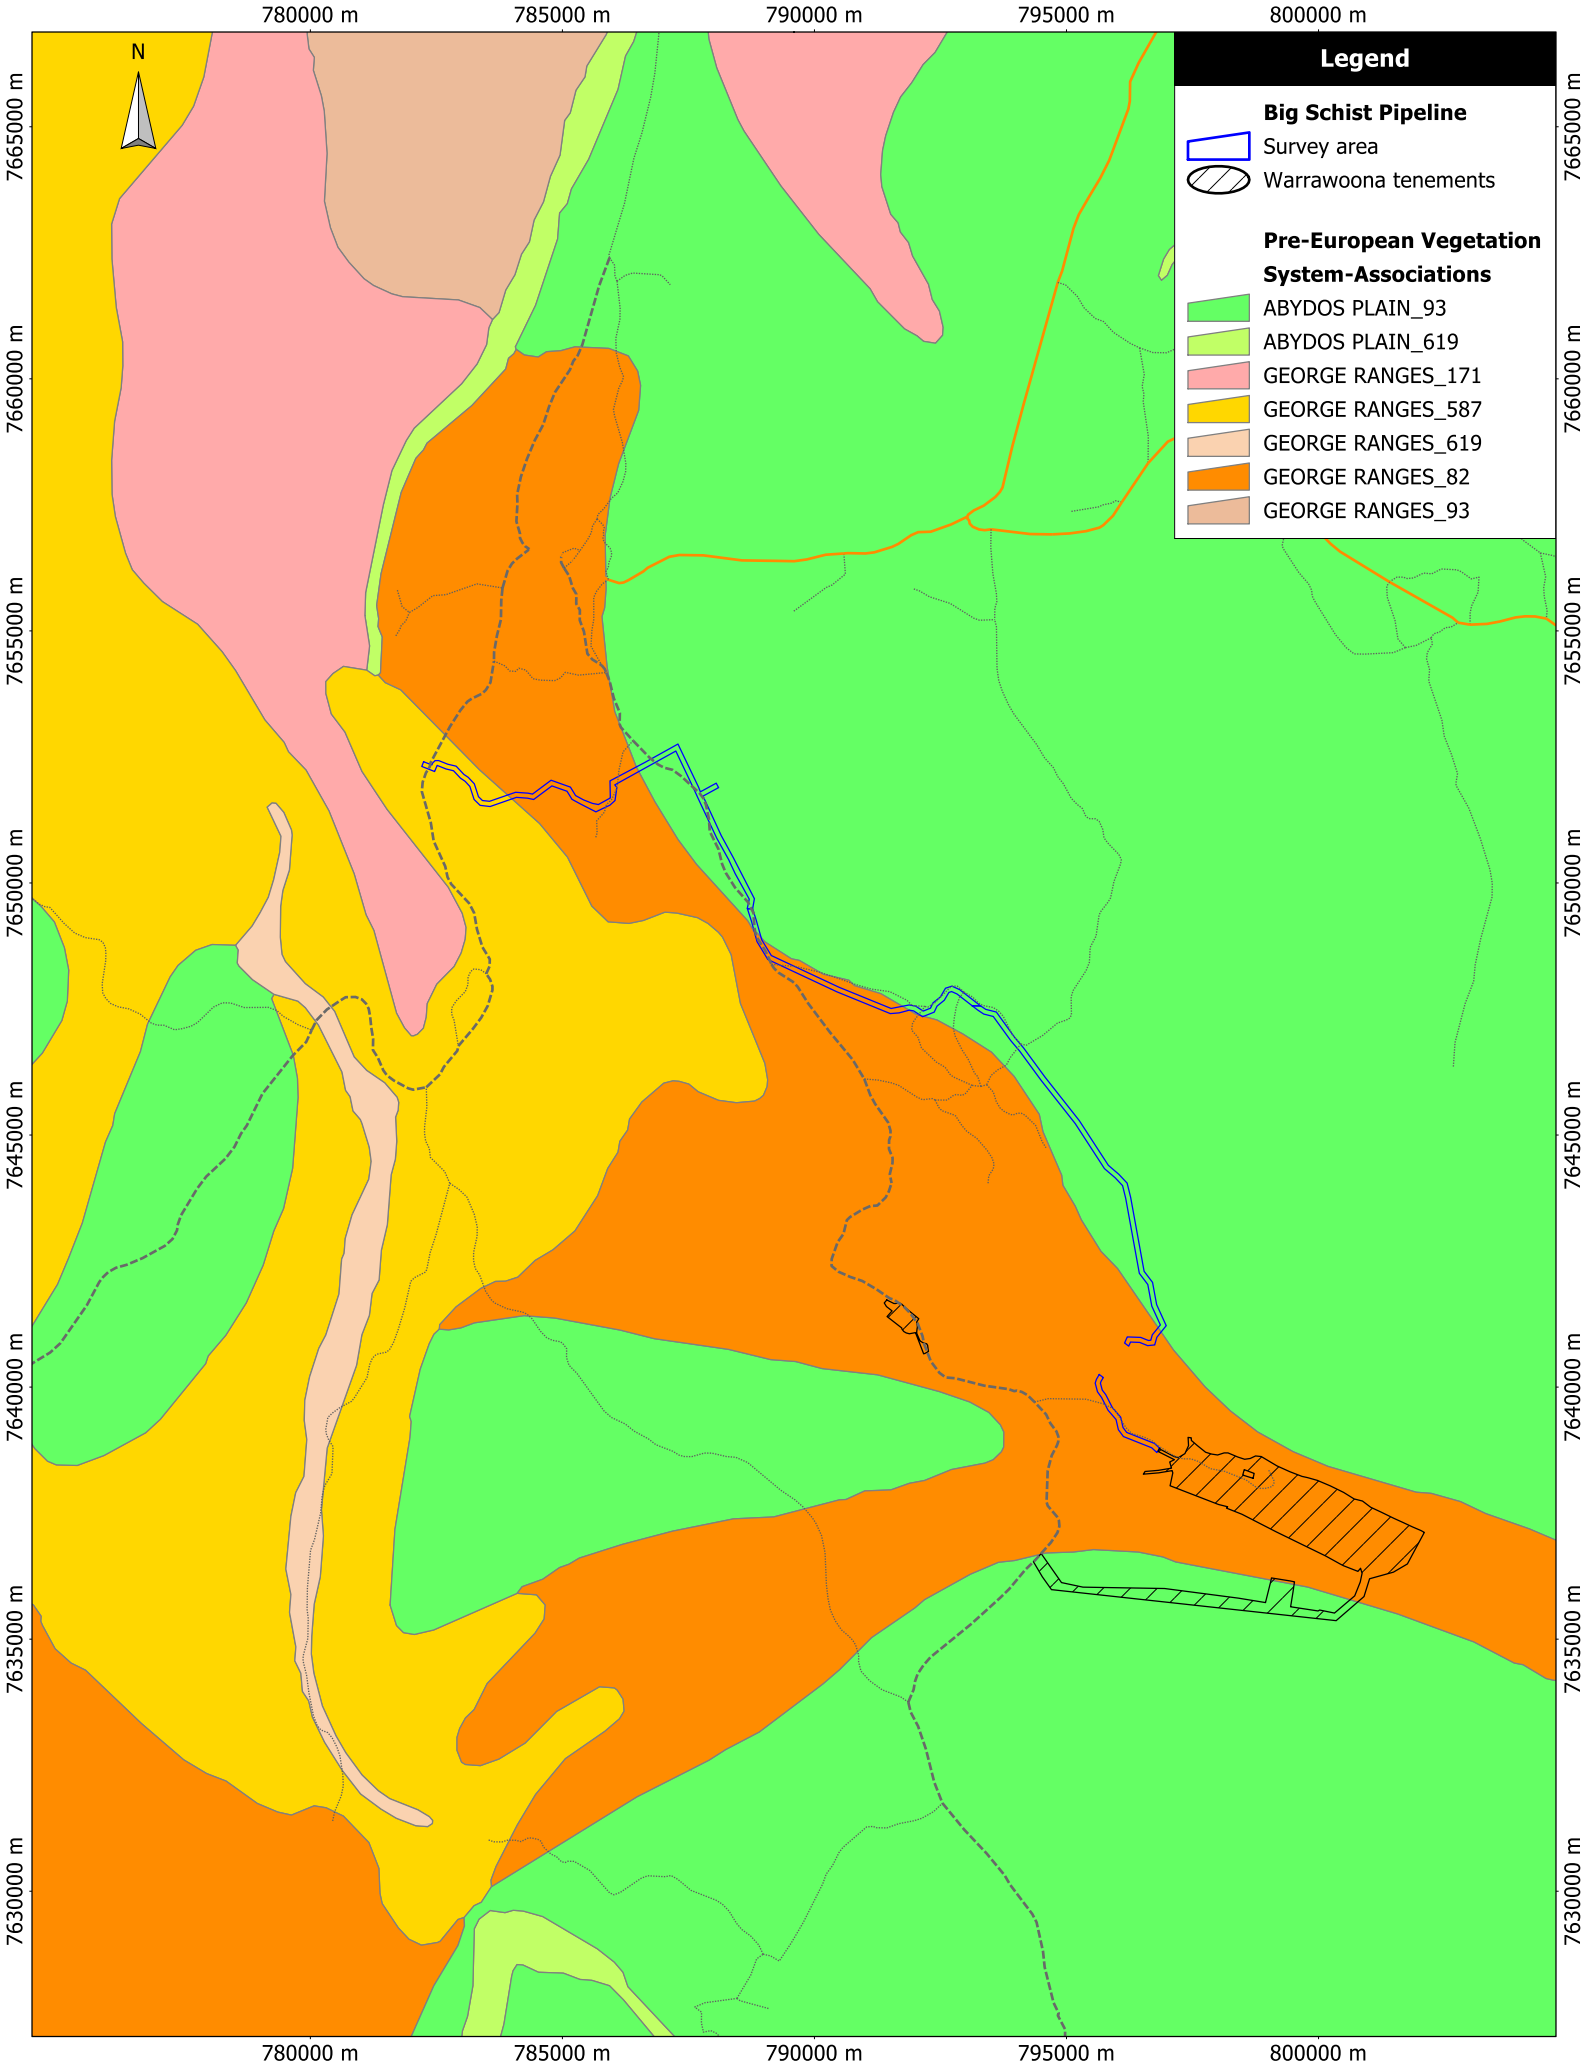 780000 m 785000 m 790000 m 795000 m 800000 m
N
7665000 m
7660000 m
7655000 m
7650000 m
7645000 m
7640000 m
7635000 m
7630000 m
Legend
Big Schist Pipeline
Survey area
Warrawoona tenements
Pre-European Vegetation
System-Associations
ABYDOS PLAIN_93
ABYDOS PLAIN_619
GEORGE RANGES_171
GEORGE RANGES_587
GEORGE RANGES_619
GEORGE RANGES_82
GEORGE RANGES_93
7665000 m
7660000 m
7655000 m
7650000 m
7645000 m
7640000 m
7635000 m
7630000 m
780000 m 785000 m 790000 m 795000 m 800000 m